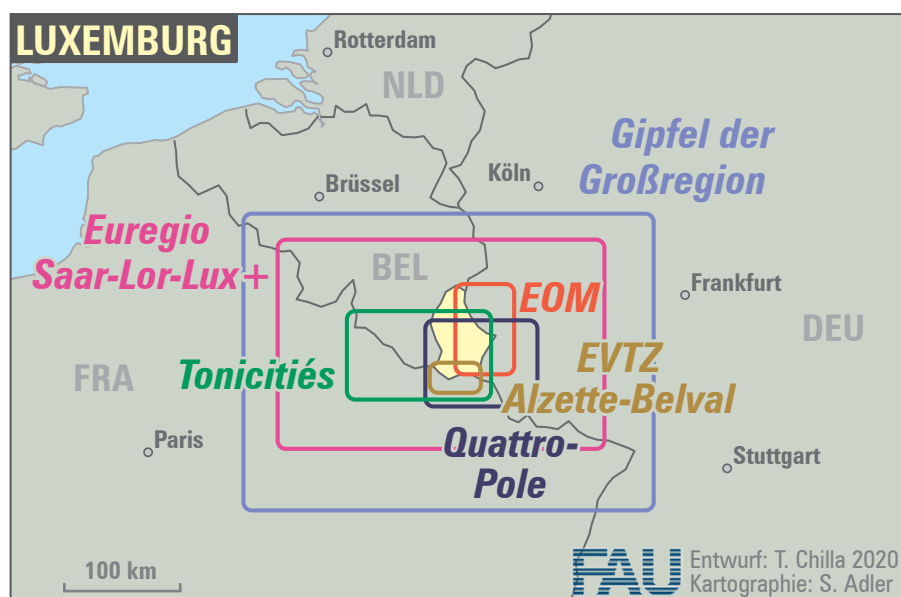 LUXEMBURG
Rotterdam
NLD
Gipfel der
Großregion
Köln
Brüssel
Euregio
Saar-Lor-Lux+
BEL
EOM
Frankfurt
DEU
FRA
Tonicitiés
EVTZ
Alzette-Belval
Paris
Quattro-
Pole
Stuttgart
100 km
FAU
Entwurf: T. Chilla 2020
Kartographie: S. Adler